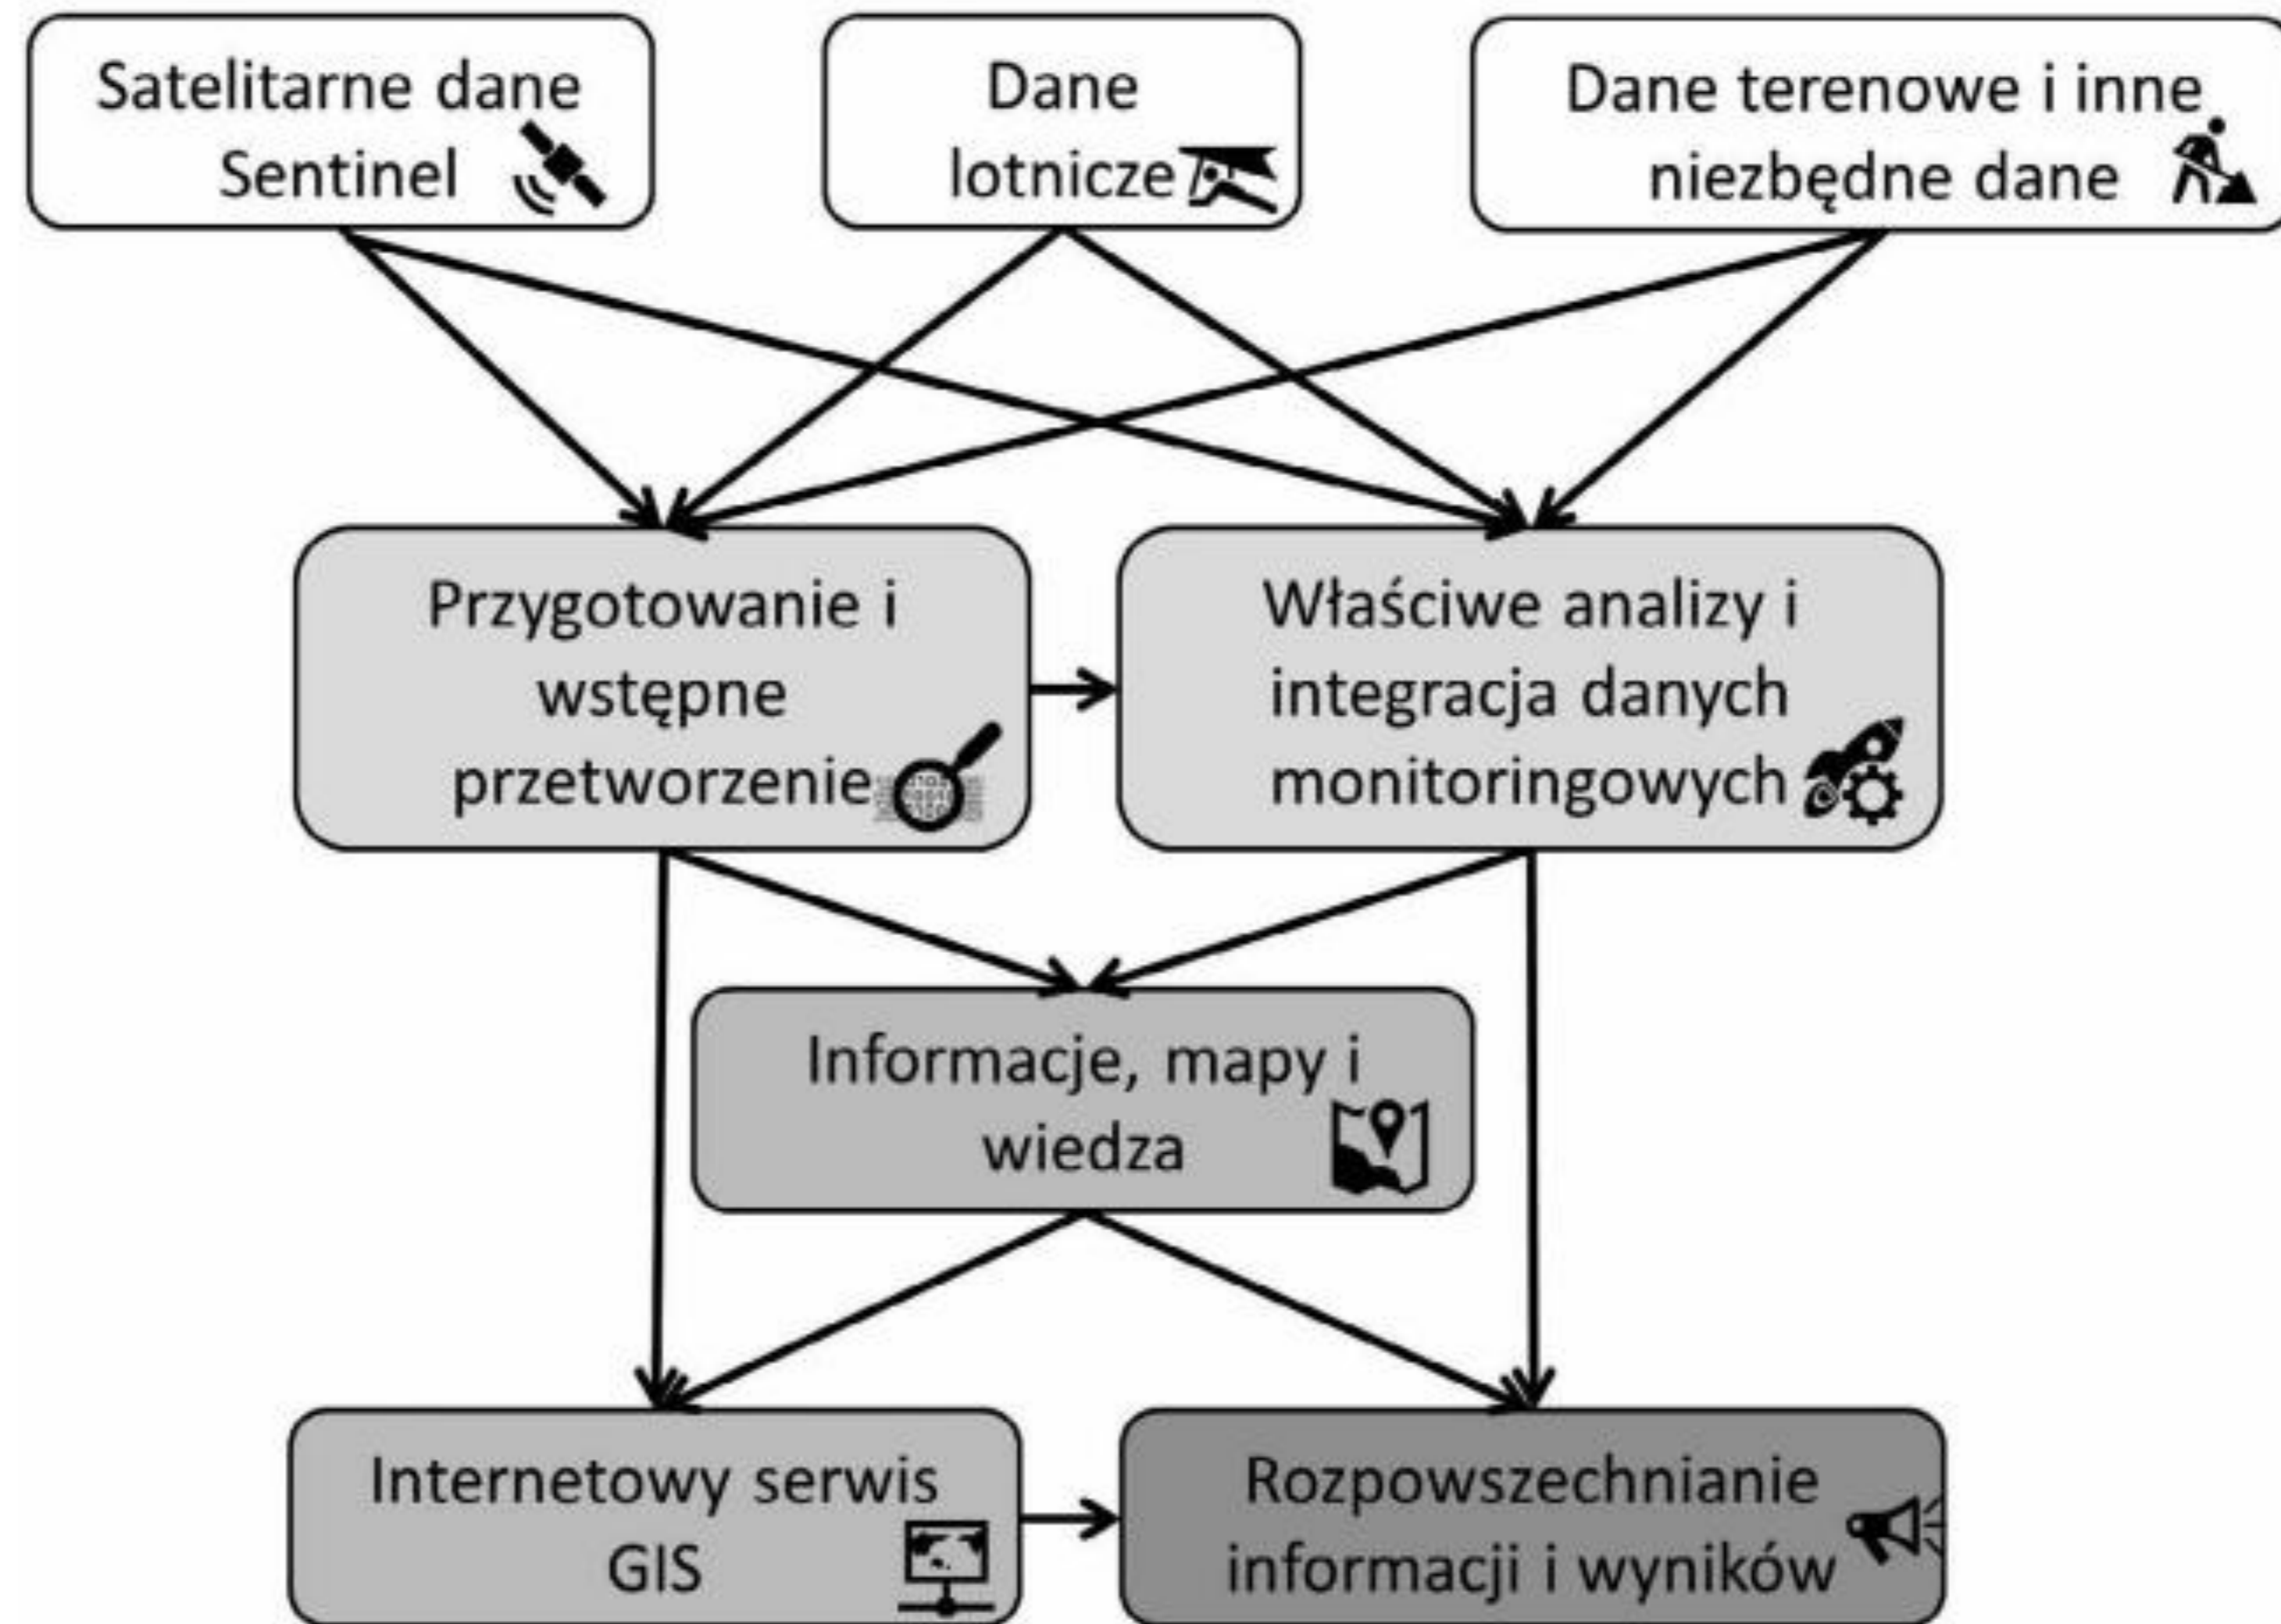 Satelitarne dane
Sentinel
Dane
lotnicze
Dane terenowe i inne
niezbędne dane
Przygotowanie i
wstępne
przetworzenie
Właściwe analizy i
integracja danych
monitoringowych
Informacje, mapy i
wiedza
Internetowy serwis
GIS
Rozpowszechnianie
informacji i wyników